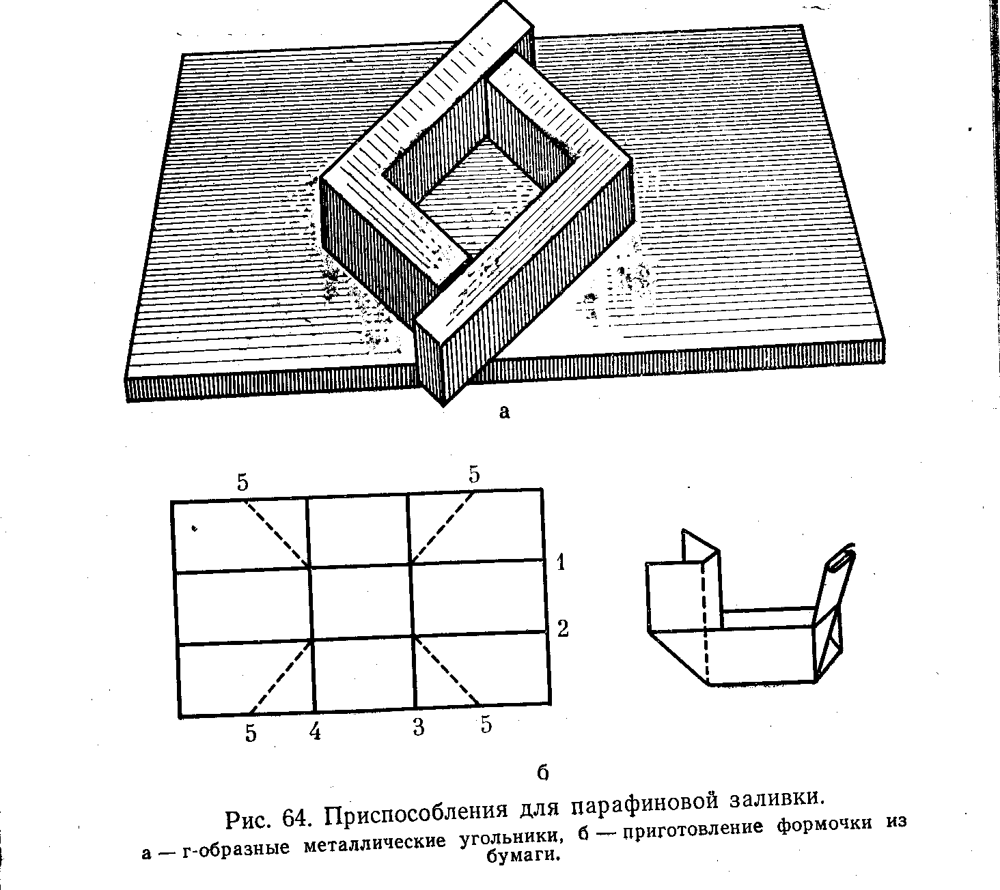 а
5 5
1
2
5 4 3 5
б
Рис. 64. Приспособления для парафиновой заливки.
а — г-образные металлические угольники, б — приготовление формочки из
бумаги.